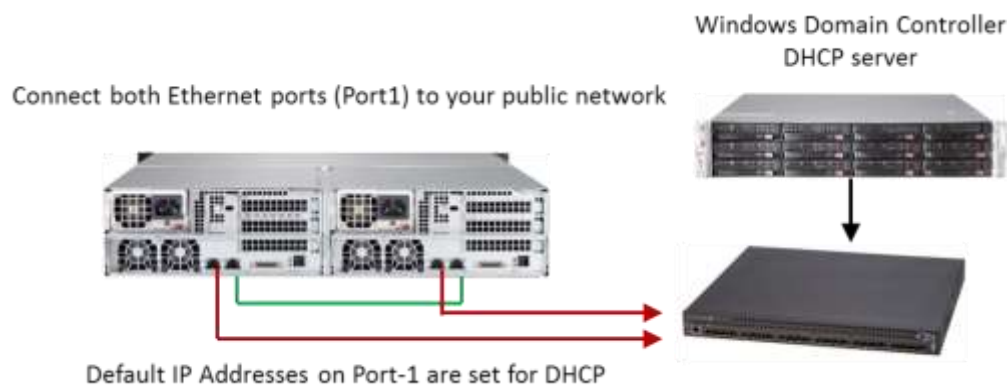 Windows Domain Controller
DHCP server
Connect both Ethernet ports (Port1) to your public network
Default IP Addresses on Port-1 are set for DHCP